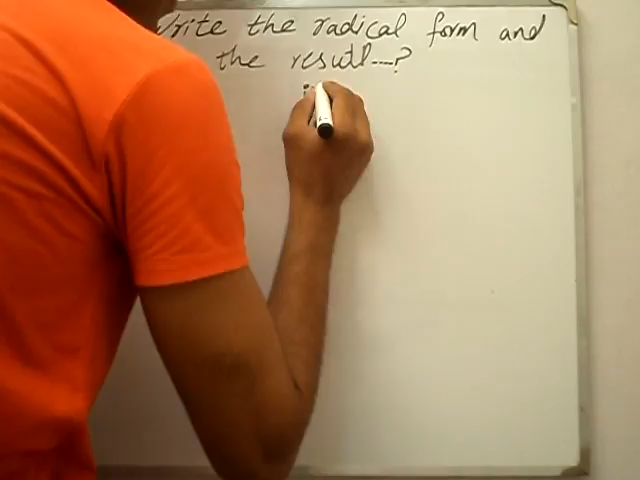 Write the radical form and
the result---?